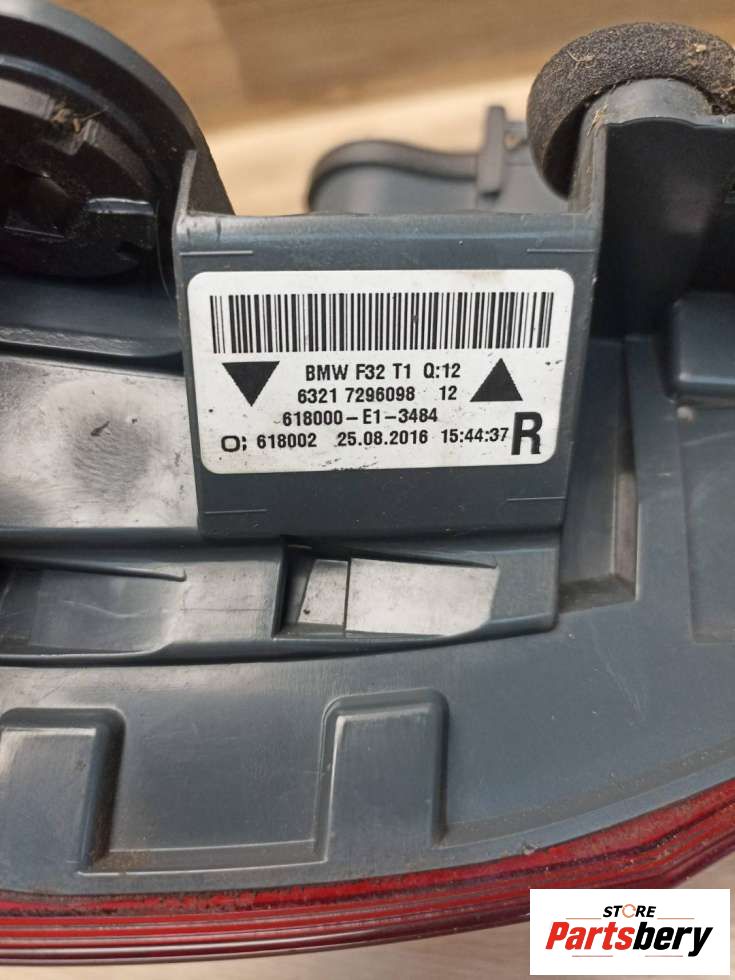 BMW F32 T1 Q:12
6321 7296098 12
618000-E1-3484
O; 618002 25.08.2016 15:44:37 R
STORE
Partsbery